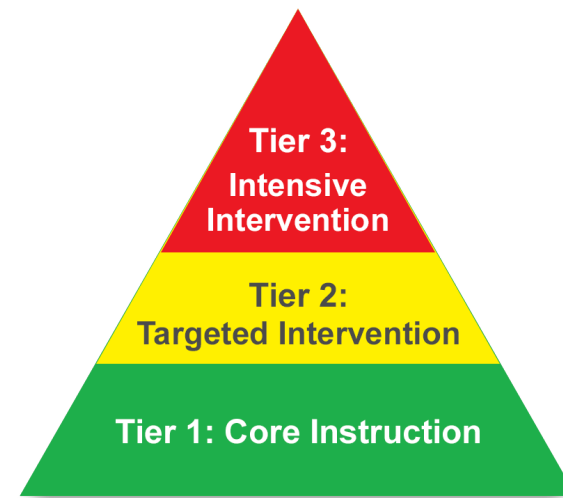 Tier 3:
Intensive
Intervention
Tier 2:
Targeted Intervention
Tier 1: Core Instruction